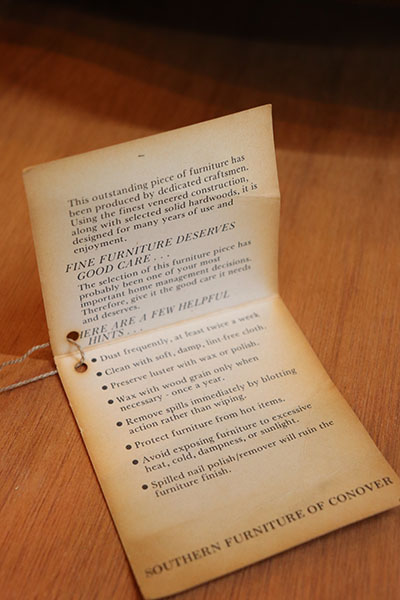 This outstanding piece of furniture has
been produced by dedicated craftsmen.
Using the finest veneered construction,
along with selected solid hardwoods, it is
designed for many years of use and
enjoyment.
FINE FURNITURE DESERVES
GOOD CARE . . .
The selection of this furniture piece has
probably been one of your most
important home management decisions.
Therefore, give it the good care it needs
and deserves.
HERE ARE A FEW HELPFUL
HINTS . . .
• Dust frequently, at least twice a week
• Clean with soft, damp, lint-free cloth.
• Preserve luster with wax or polish.
• Wax with wood grain only when
necessary - once a year.
• Remove spills immediately by blotting
action rather than wiping.
• Protect furniture from hot items.
• Avoid exposing furniture to excessive
heat, cold, dampness, or sunlight.
• Spilled nail polish/remover will ruin the
furniture finish.
SOUTHERN FURNITURE OF CONOVER